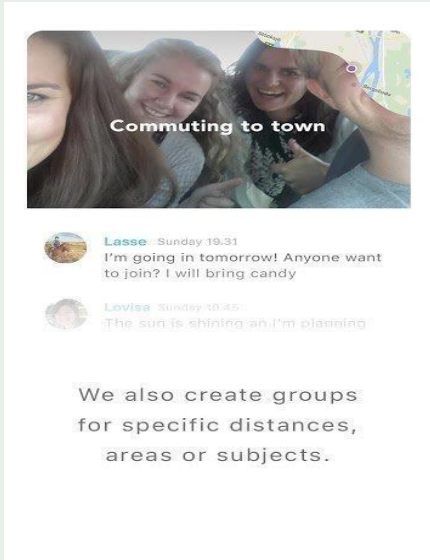 Commuting to town
Lasse Sunday 19.31
I'm going in tomorrow! Anyone want
to join? I will bring candy
Lovisa Sunday 19.45
The sun is shining an I'm planning
We also create groups
for specific distances,
areas or subjects.